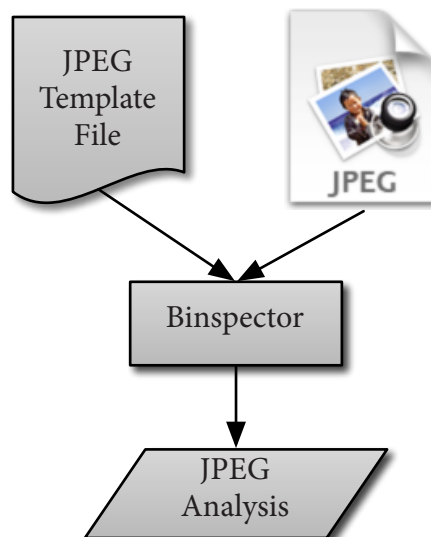 JPEG
Template
File
JPEG
Binspector
JPEG
Analysis